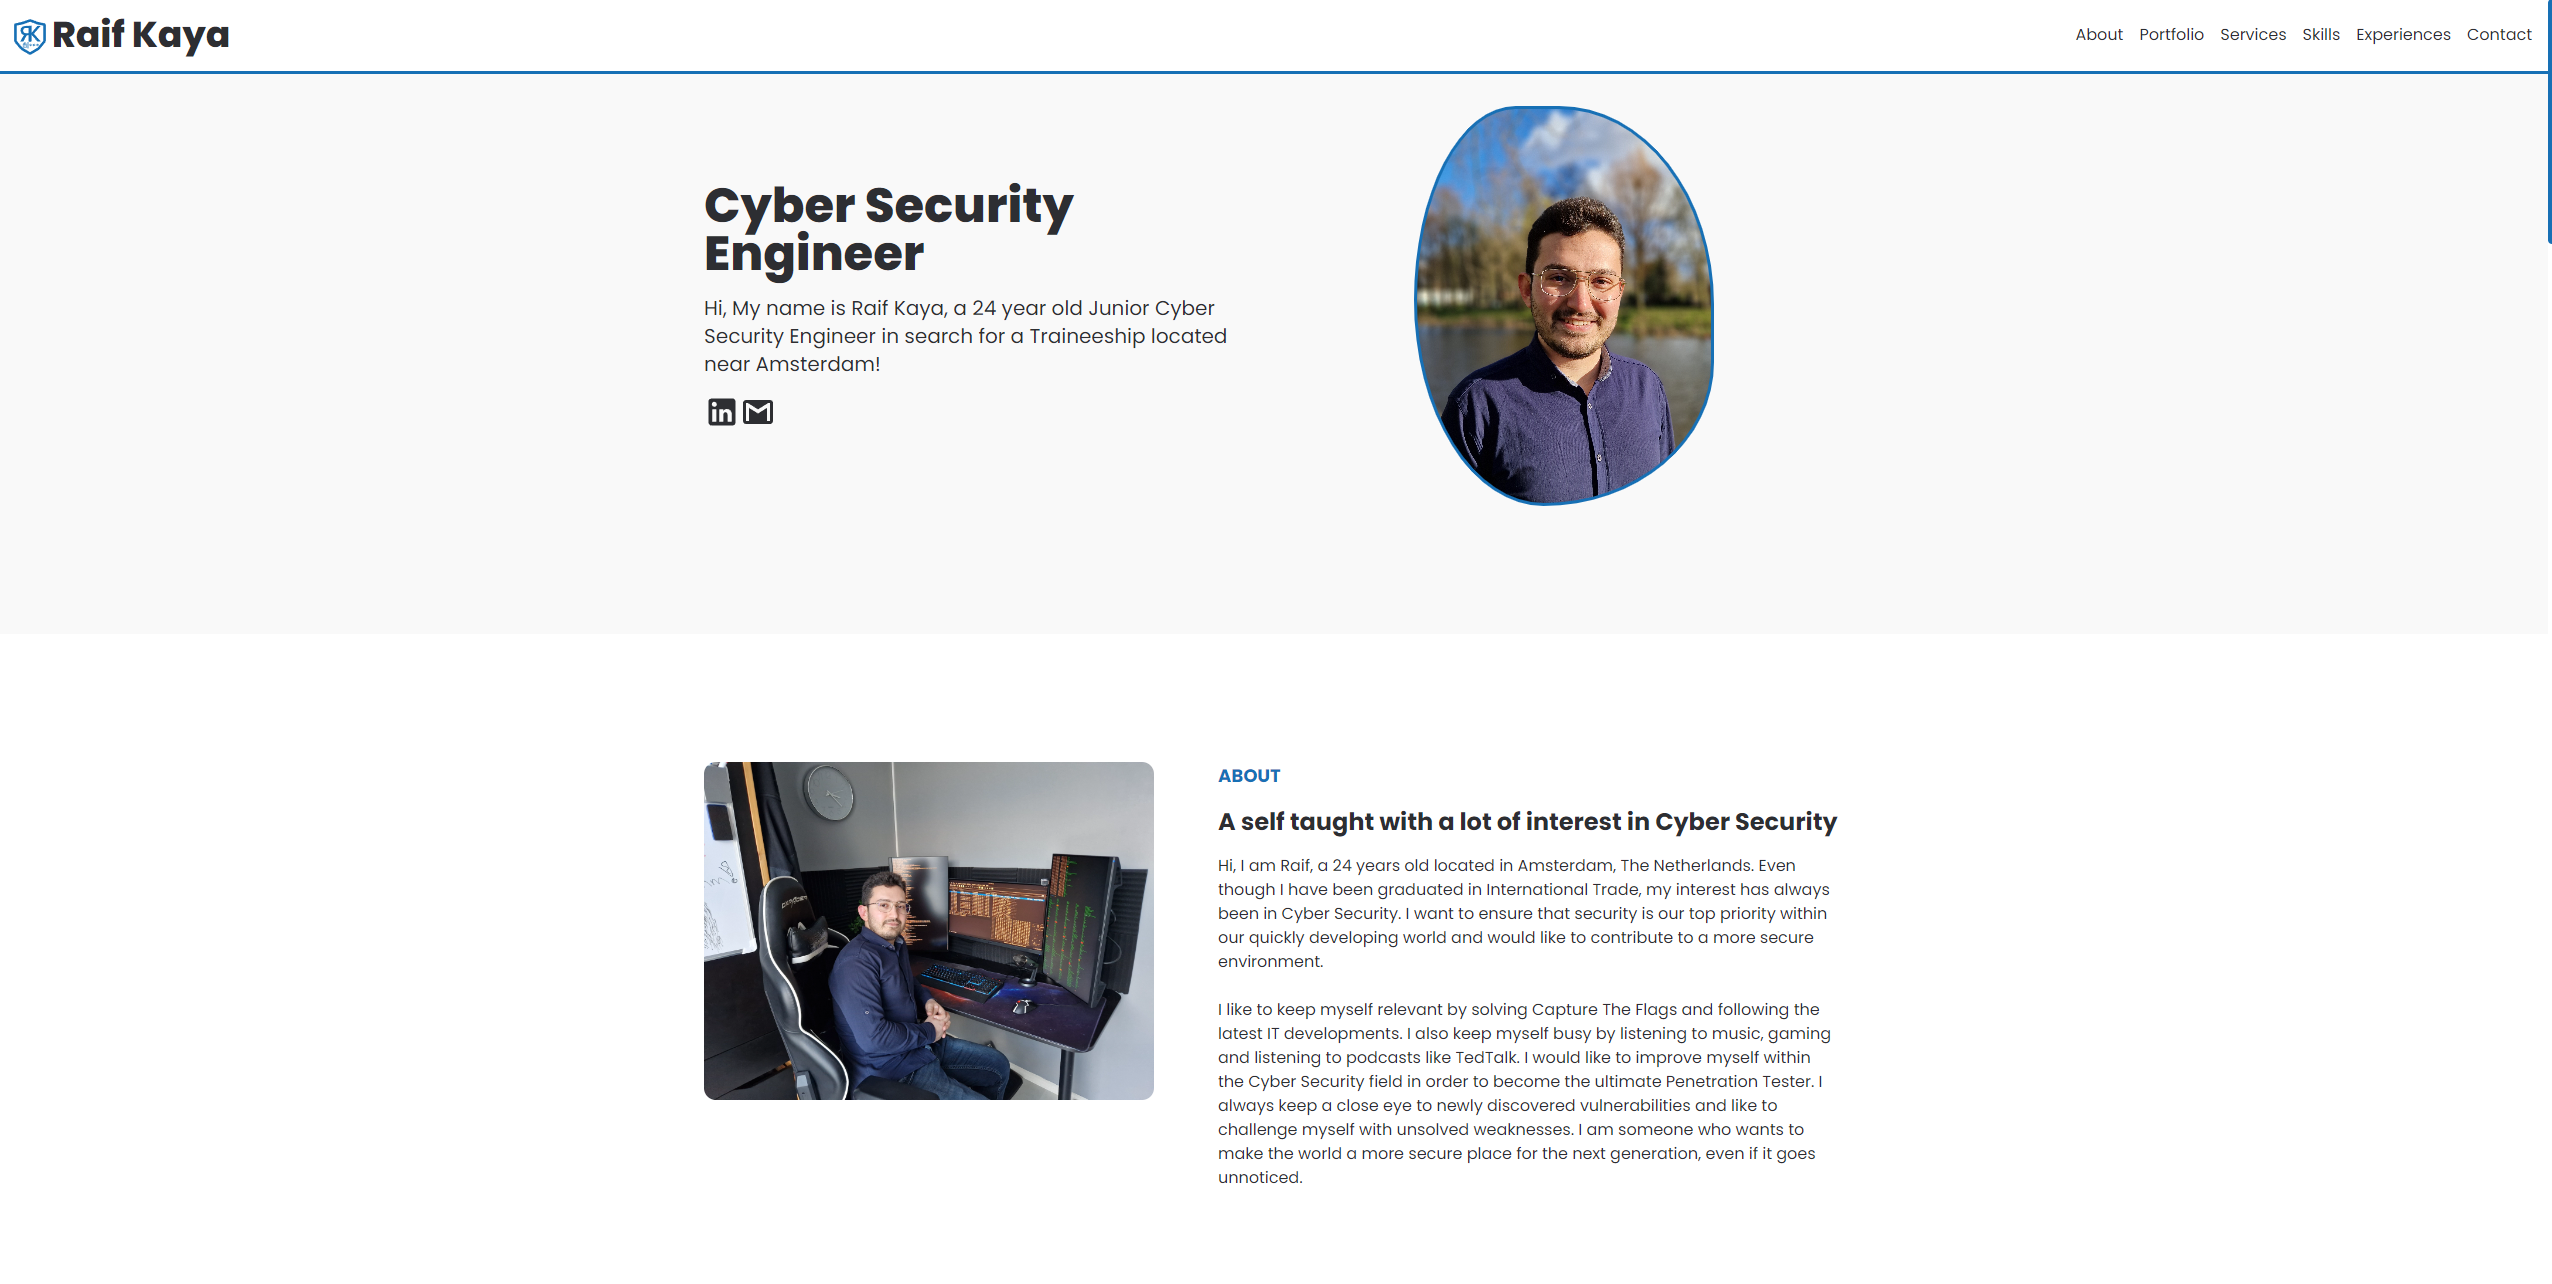 RK
Raif Kaya
About Portfolio Services Skills Experiences Contact
Cyber Security
Engineer
Hi, My name is Raif Kaya, a 24 year old Junior Cyber
Security Engineer in search for a Traineeship located
near Amsterdam!
in
ABOUT
A self taught with a lot of interest in Cyber Security
Hi, I am Raif, a 24 years old located in Amsterdam, The Netherlands. Even
though I have been graduated in International Trade, my interest has always
been in Cyber Security. I want to ensure that security is our top priority within
our quickly developing world and would like to contribute to a more secure
environment.
I like to keep myself relevant by solving Capture The Flags and following the
latest IT developments. I also keep myself busy by listening to music, gaming
and listening to podcasts like TedTalk. I would like to improve myself within
the Cyber Security field in order to become the ultimate Penetration Tester. I
always keep a close eye to newly discovered vulnerabilities and like to
challenge myself with unsolved weaknesses. I am someone who wants to
make the world a more secure place for the next generation, even if it goes
unnoticed.